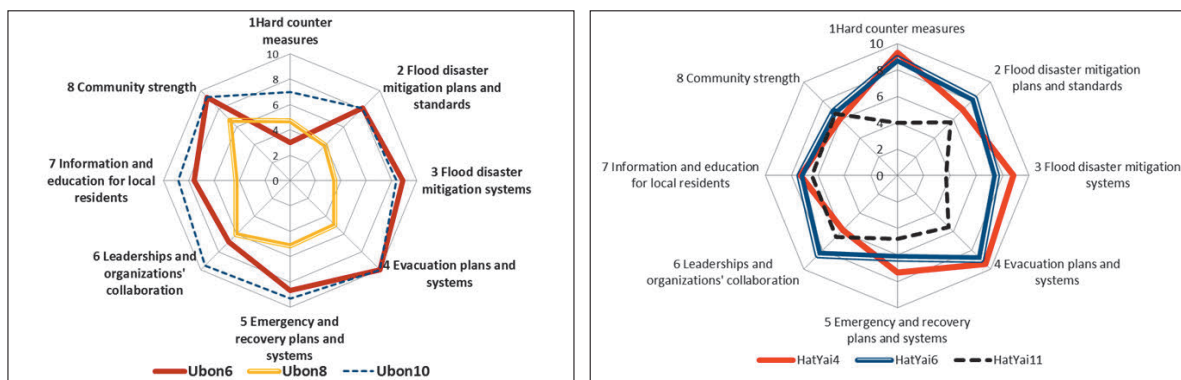 1Hard counter
measures
10
8
6
4
2
0
2 Flood disaster
mitigation plans and
standards
3 Flood disaster
mitigation systems
4 Evacuation plans and
systems
5 Emergency and
recovery plans and
systems
6 Leaderships and
organizations'
collaboration
7 Information and
education for local
residents
8 Community strength
Ubon6 Ubon8 Ubon10
1Hard counter measures
10
8
6
4
2
0
2 Flood disaster mitigation
plans and standards
3 Flood disaster mitigation
systems
4 Evacuation plans and
systems
5 Emergency and recovery
plans and systems
6 Leaderships and
organizations' collaboration
7 Information and education
for local residents
8 Community strength
HatYai4 HatYai6 HatYai11